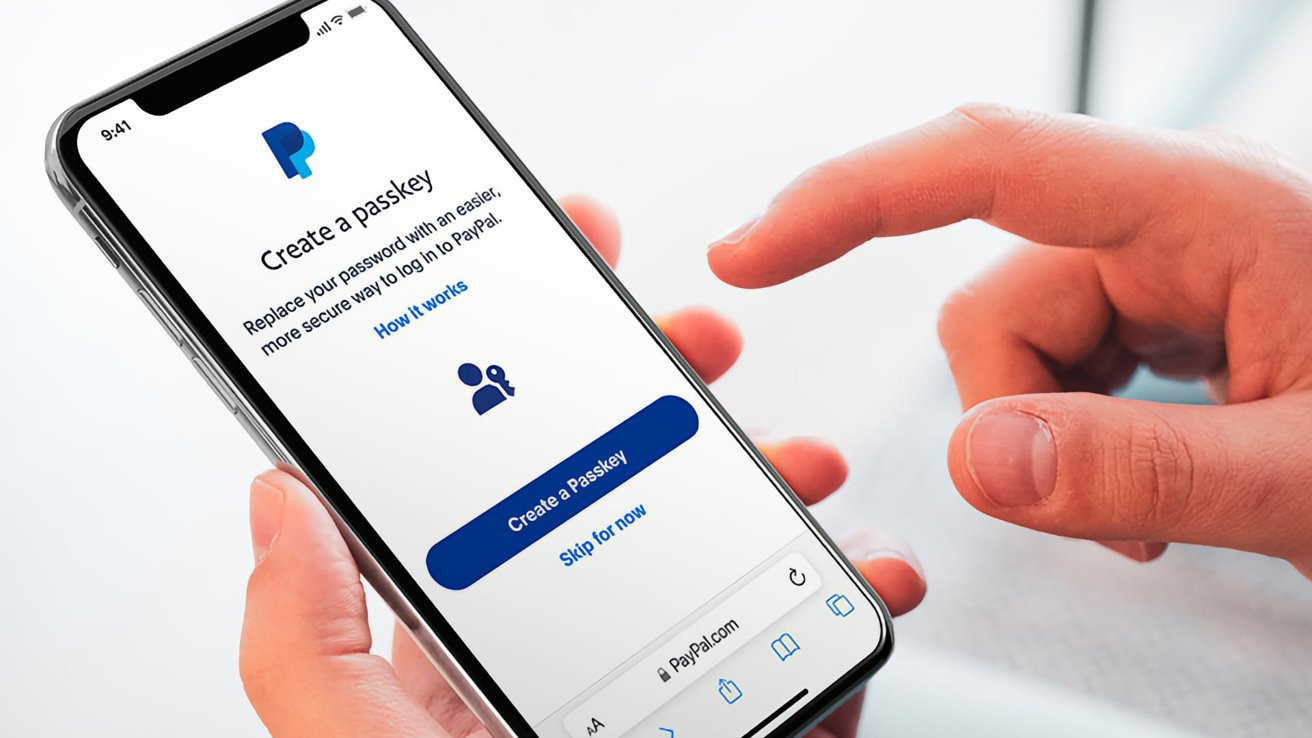 9:41
Create a passkey
Replace your password with an easier,
more secure way to log in to PayPal.
How it works
Create a Passkey
Skip for now
AA
PayPal.com